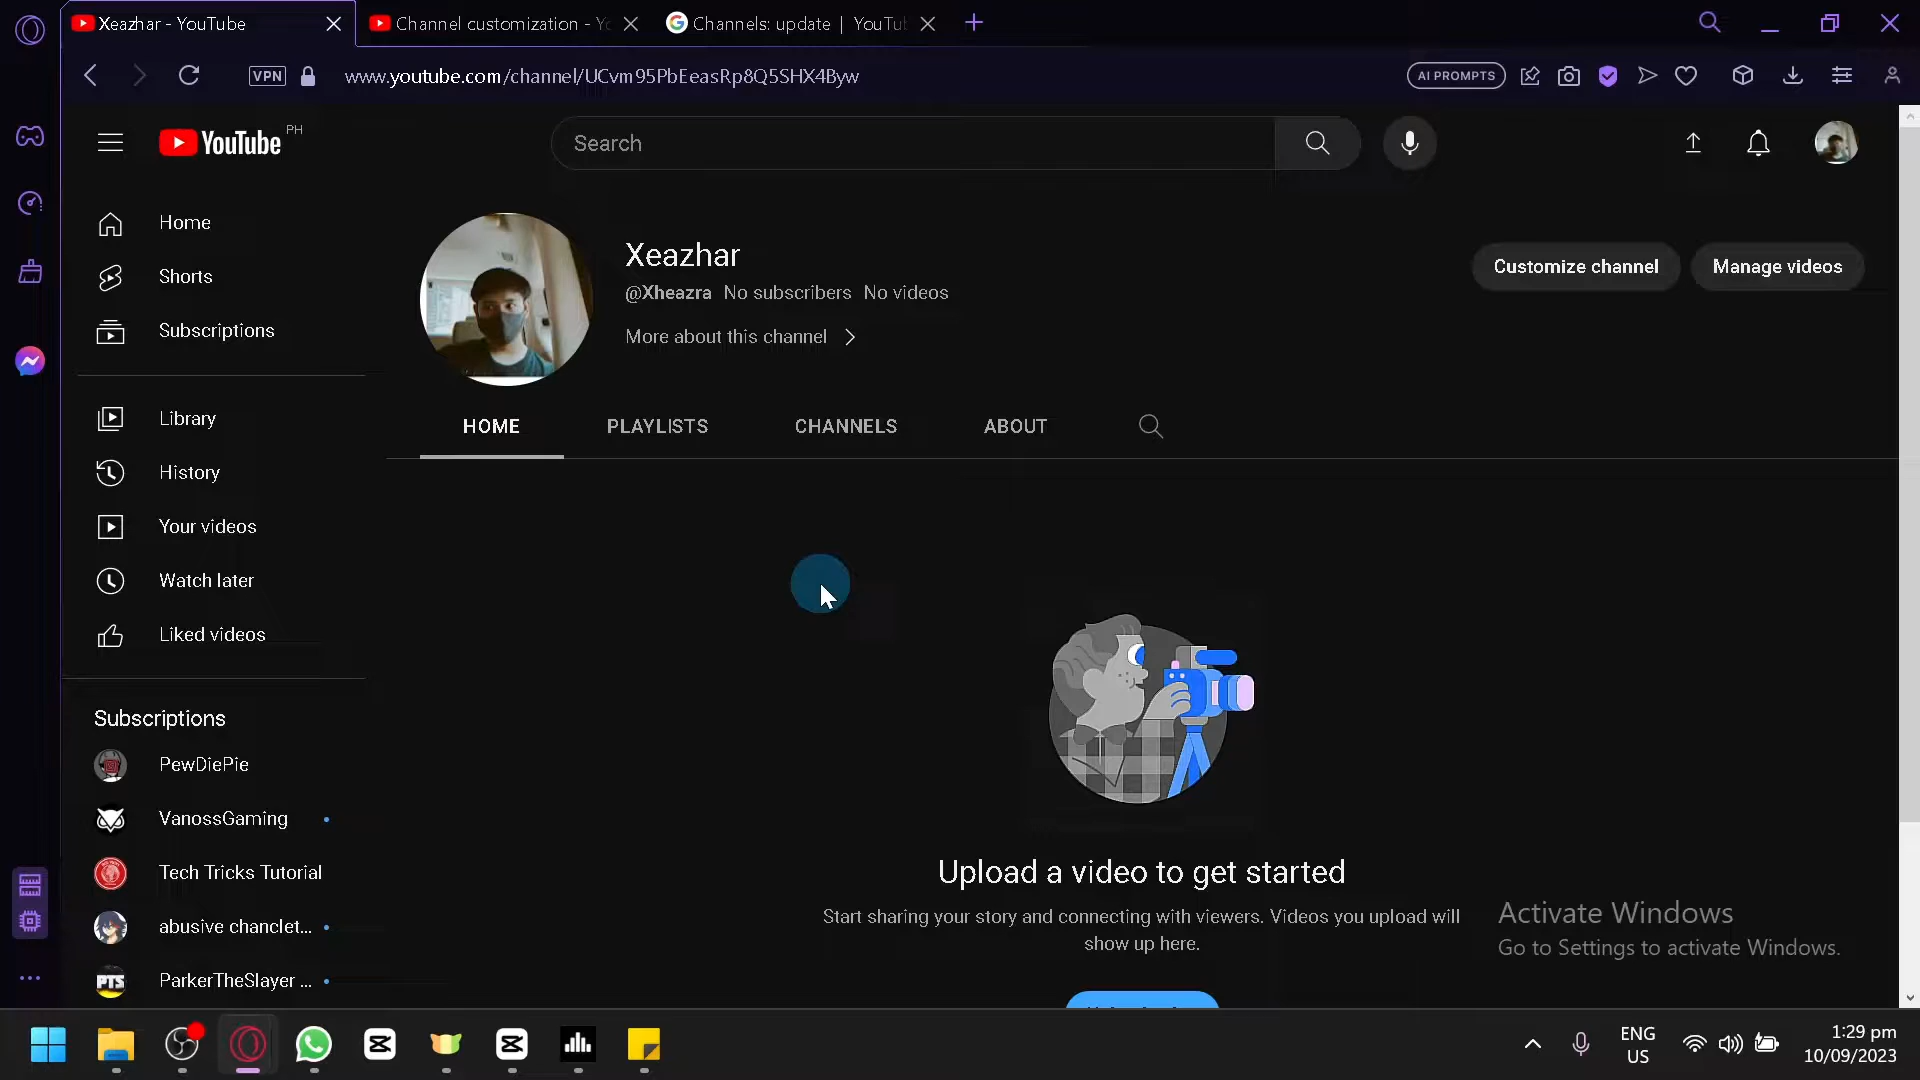 Xeazhar - YouTube
Channel customization - Yo
Channels: update | YouTu
VPN
www.youtube.com/channel/UCvm95PbEeasRp8Q5SHX4Byw
AI PROMPTS
YouTube
PH
Search
Home
Shorts
Subscriptions
Library
History
Your videos
Watch later
Liked videos
Subscriptions
PewDiePie
VanossGaming
Tech Tricks Tutorial
abusive chanclet...
ParkerTheSlayer ...
PTS
Xeazhar
@Xheazra No subscribers No videos
More about this channel
Customize channel
Manage videos
HOME
PLAYLISTS
CHANNELS
ABOUT
Upload a video to get started
Start sharing your story and connecting with viewers. Videos you upload will
show up here.
Activate Windows
Go to Settings to activate Windows.
ENG
US
1:29 pm
10/09/2023